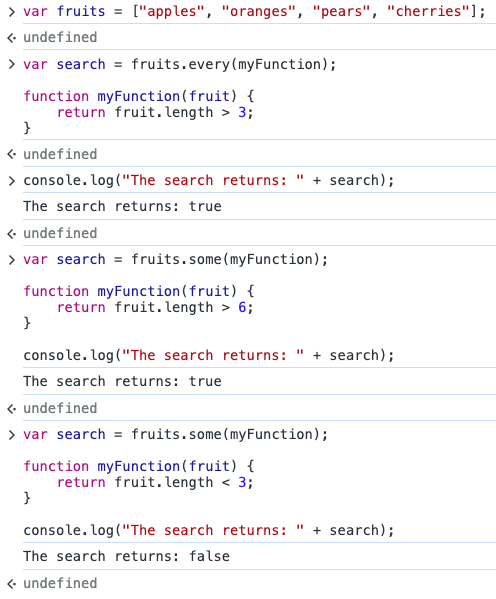 > var fruits = ["apples", "oranges", "pears", "cherries"];
undefined
> var search = fruits.every(myFunction);
function myFunction(fruit) {
    return fruit.length > 3;
}
undefined
> console.log("The search returns: " + search);
The search returns: true
undefined
> var search = fruits.some(myFunction);
function myFunction(fruit) {
    return fruit.length > 6;
}
console.log("The search returns: " + search);
The search returns: true
undefined
> var search = fruits.some(myFunction);
function myFunction(fruit) {
    return fruit.length < 3;
}
console.log("The search returns: " + search);
The search returns: false
undefined